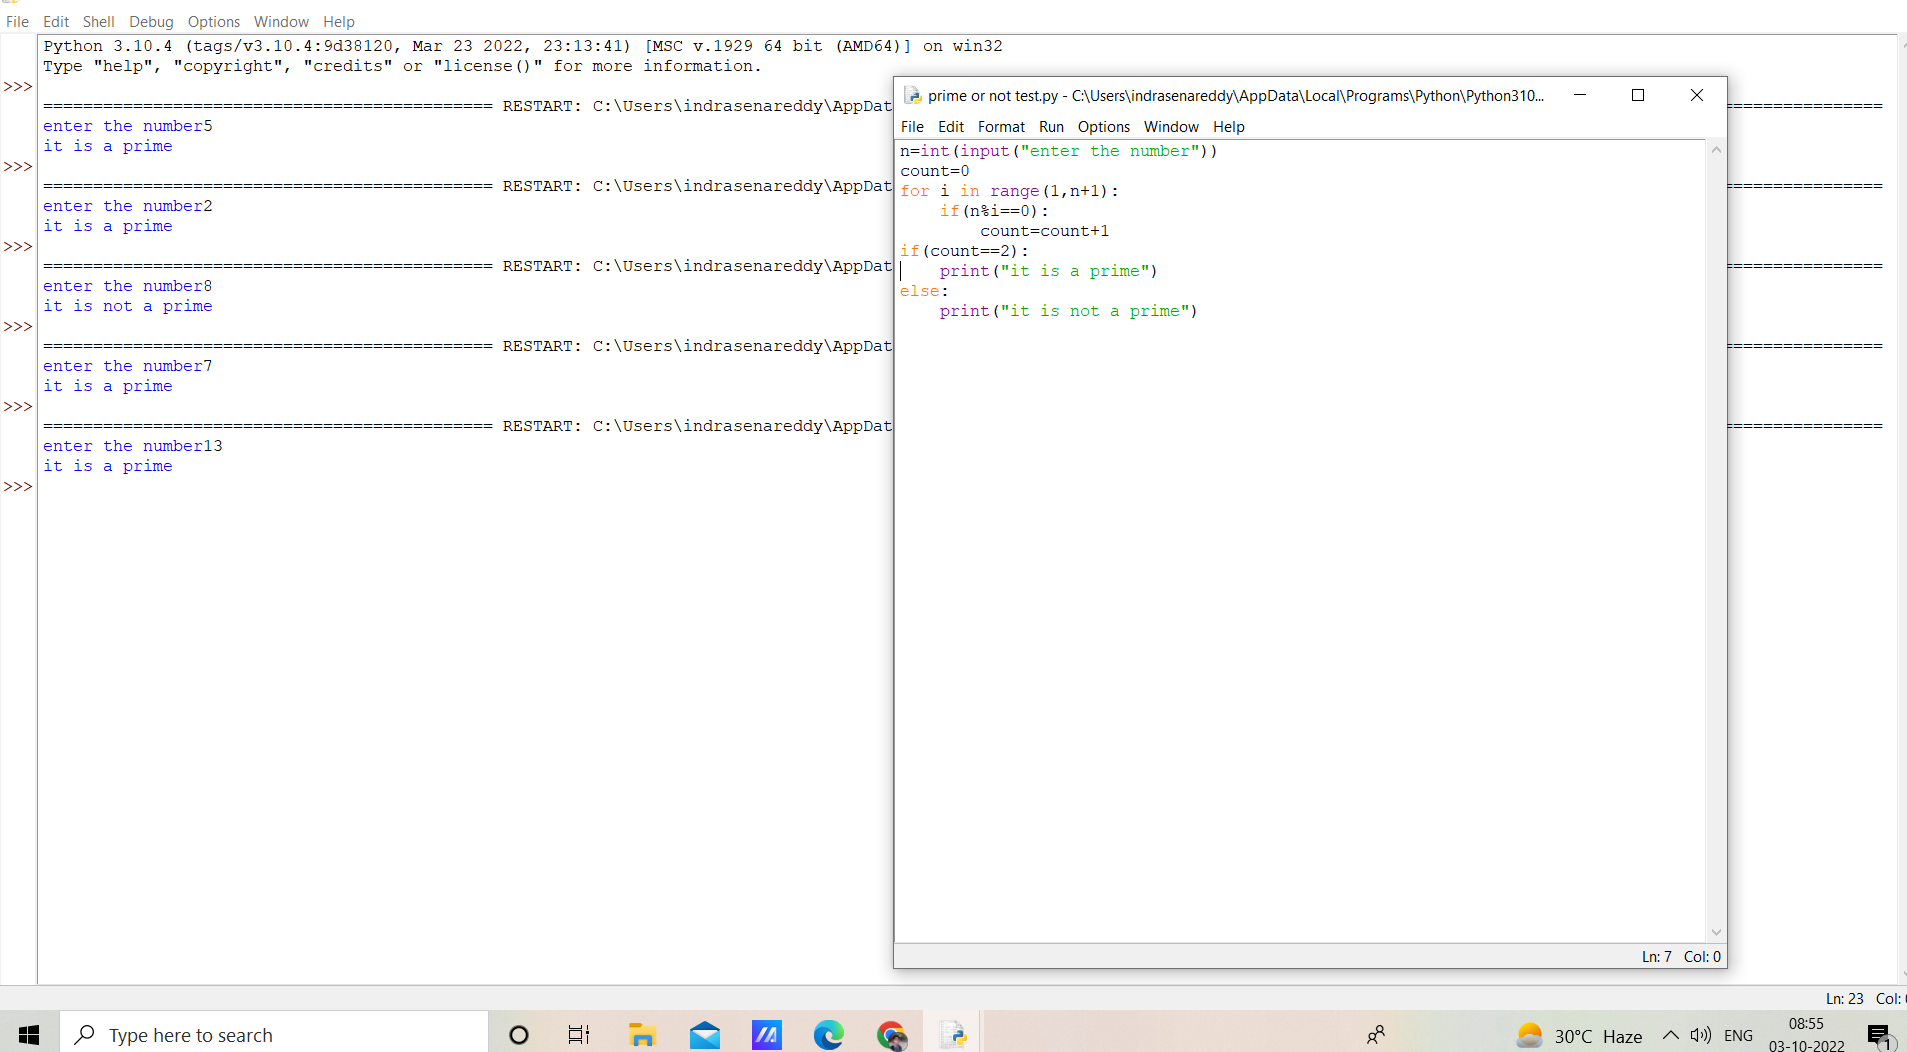 File Edit Shell Debug Options Window Help
Python 3.10.4 (tags/v3.10.4:9d38120, Mar 23 2022, 23:13:41) [MSC v.1929 64 bit (AMD64)] on win32
Type "help", "copyright", "credits" or "license()" for more information.
>>>
============================================= RESTART: C:\Users\indrasenareddy\AppDat
================
enter the number5
it is a prime
>>>
============================================= RESTART: C:\Users\indrasenareddy\AppDat
================
enter the number2
it is a prime
>>>
============================================= RESTART: C:\Users\indrasenareddy\AppDat
================
enter the number8
it is not a prime
>>>
============================================= RESTART: C:\Users\indrasenareddy\AppDat
================
enter the number7
it is a prime
>>>
============================================= RESTART: C:\Users\indrasenareddy\AppDat
================
enter the number13
it is a prime
>>>
prime or not test.py - C:\Users\indrasenareddy\AppData\Local\Programs\Python\Python310...
File Edit Format Run Options Window Help
n=int(input("enter the number"))
count=0
for i in range(1,n+1):
    if(n%i==0):
        count=count+1
if(count==2):
    print("it is a prime")
else:
    print("it is not a prime")
Ln: 7 Col: 0
Ln: 23 Col:
Type here to search
30°C Haze
ENG
08:55
03-10-2022
1